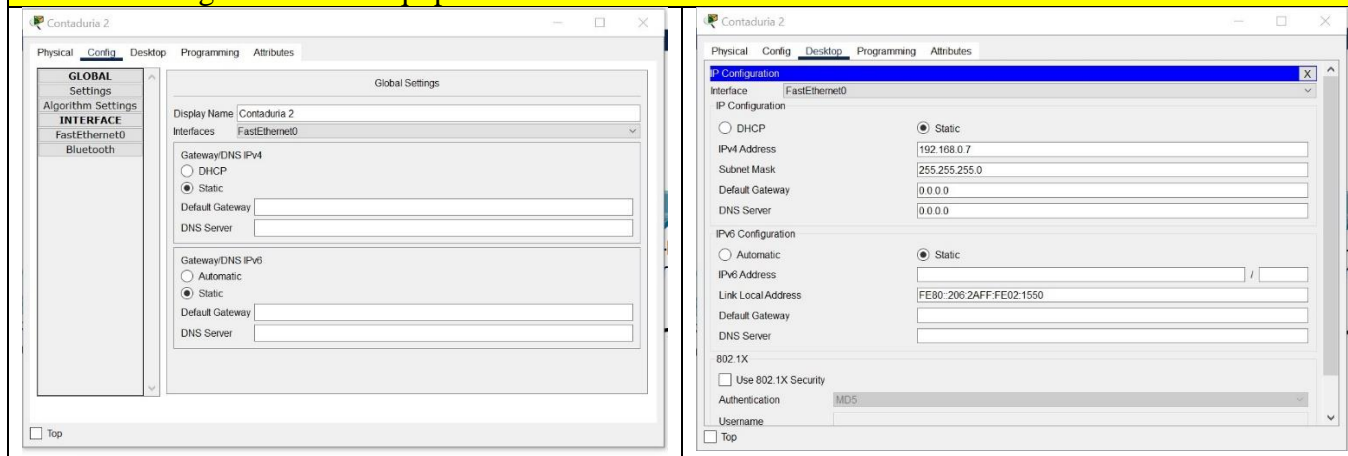 Contaduria 2
Physical Config Desktop Programming Attributes
GLOBAL
Settings
Algorithm Settings
INTERFACE
FastEthernet0
Bluetooth
Global Settings
Display Name Contaduria 2
Interfaces FastEthernet0
Gateway/DNS IPv4
DHCP
Static
Default Gateway
DNS Server
Gateway/DNS IPv6
Automatic
Static
Default Gateway
DNS Server
Top
Contaduria 2
Physical Config Desktop Programming Attributes
IP Configuration X
Interface FastEthernet0
IP Configuration
DHCP Static
IPv4 Address 192.168.0.7
Subnet Mask 255.255.255.0
Default Gateway 0.0.0.0
DNS Server 0.0.0.0
IPv6 Configuration
Automatic Static
IPv6 Address /
Link Local Address FE80::206:2AFF:FE02:1550
Default Gateway
DNS Server
802.1X
Use 802.1X Security
Authentication MD5
Username
Top